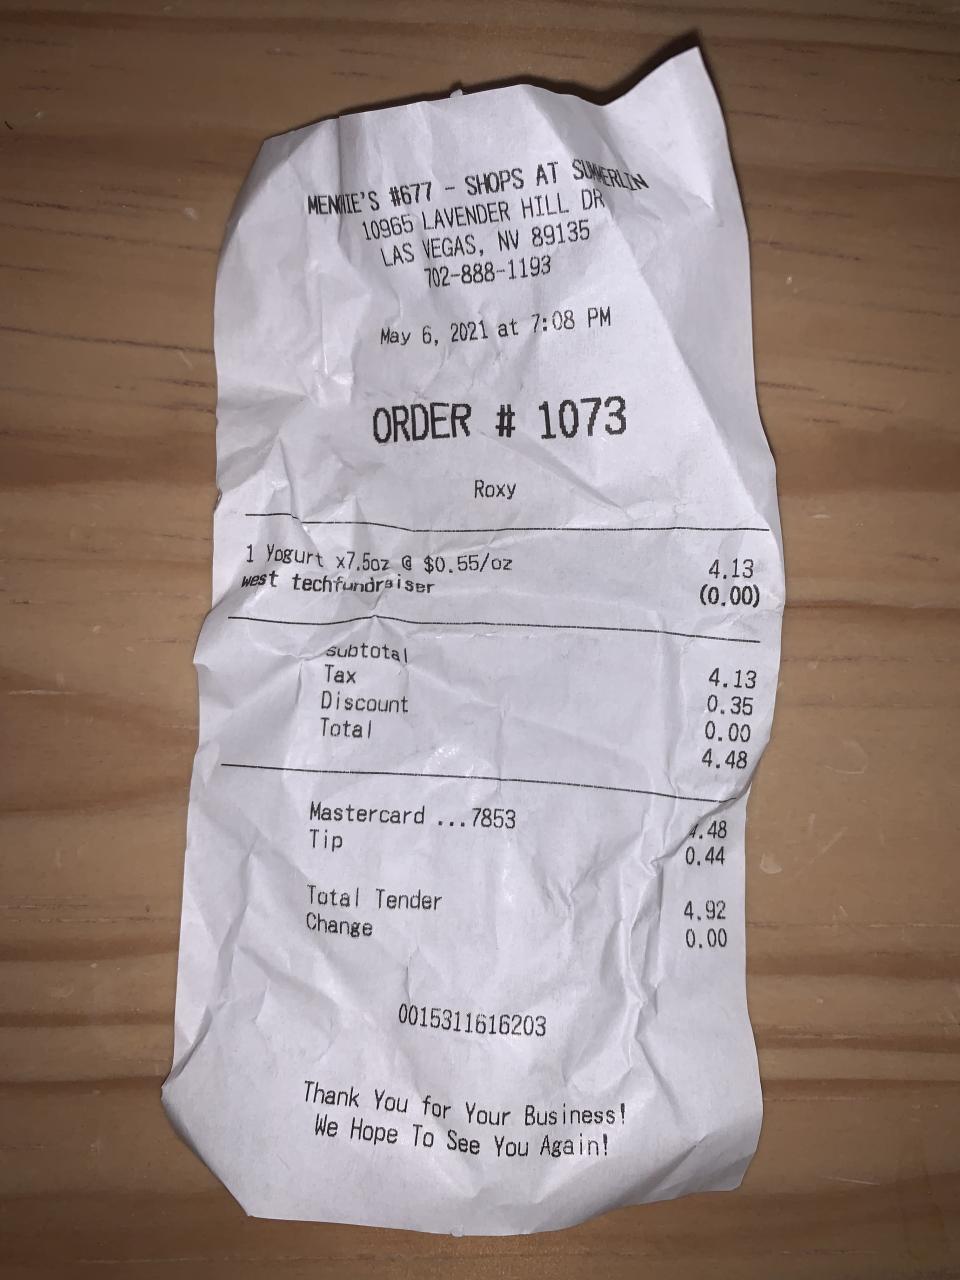 MENCHIE'S #677 - SHOPS AT SUMMERLIN
10965 LAVENDER HILL DR
LAS VEGAS, NV 89135
702-888-1193
May 6, 2021 at 7:08 PM
ORDER # 1073
Roxy
1 Yogurt x7.5oz @ $0.55/oz 4.13
west techfundraiser (0.00)
Subtotal 4.13
Tax 0.35
Discount 0.00
Total 4.48
Mastercard ...7853 4.48
Tip 0.44
Total Tender 4.92
Change 0.00
0015311616203
Thank You for Your Business!
We Hope To See You Again!